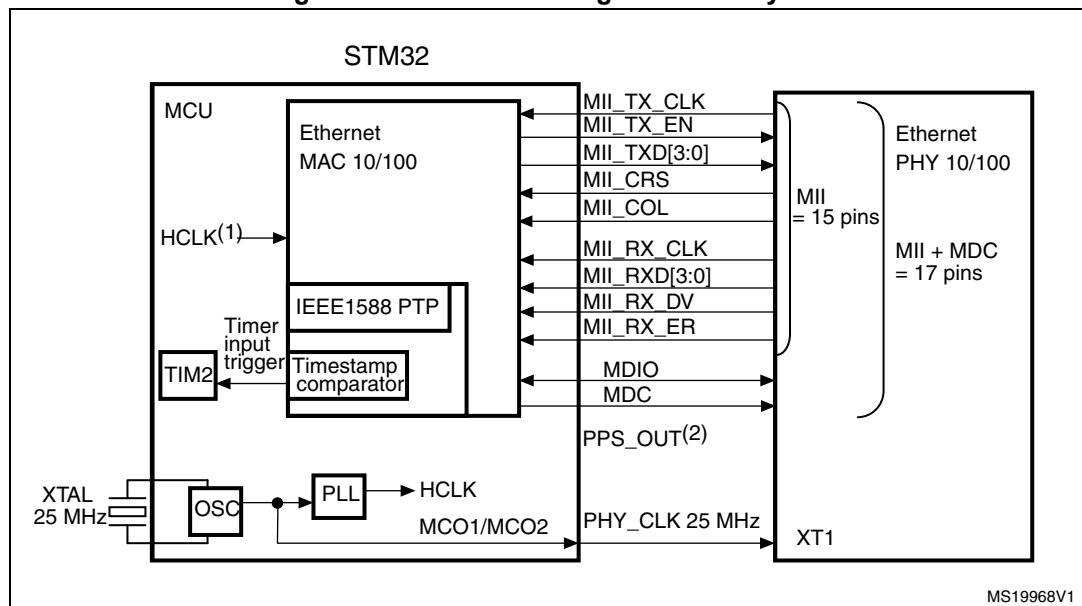 STM32
MCU
Ethernet
MAC 10/100
HCLK(1)
IEEE1588 PTP
Timer
input
trigger
Timestamp
comparator
TIM2
XTAL
25 MHz
OSC
PLL
HCLK
MCO1/MCO2
MII_TX_CLK
MII_TX_EN
MII_TXD[3:0]
MII_CRS
MII_COL
MII_RX_CLK
MII_RXD[3:0]
MII_RX_DV
MII_RX_ER
MDIO
MDC
PPS_OUT(2)
PHY_CLK 25 MHz
MII
= 15 pins
Ethernet
PHY 10/100
MII + MDC
= 17 pins
XT1
MS19968V1